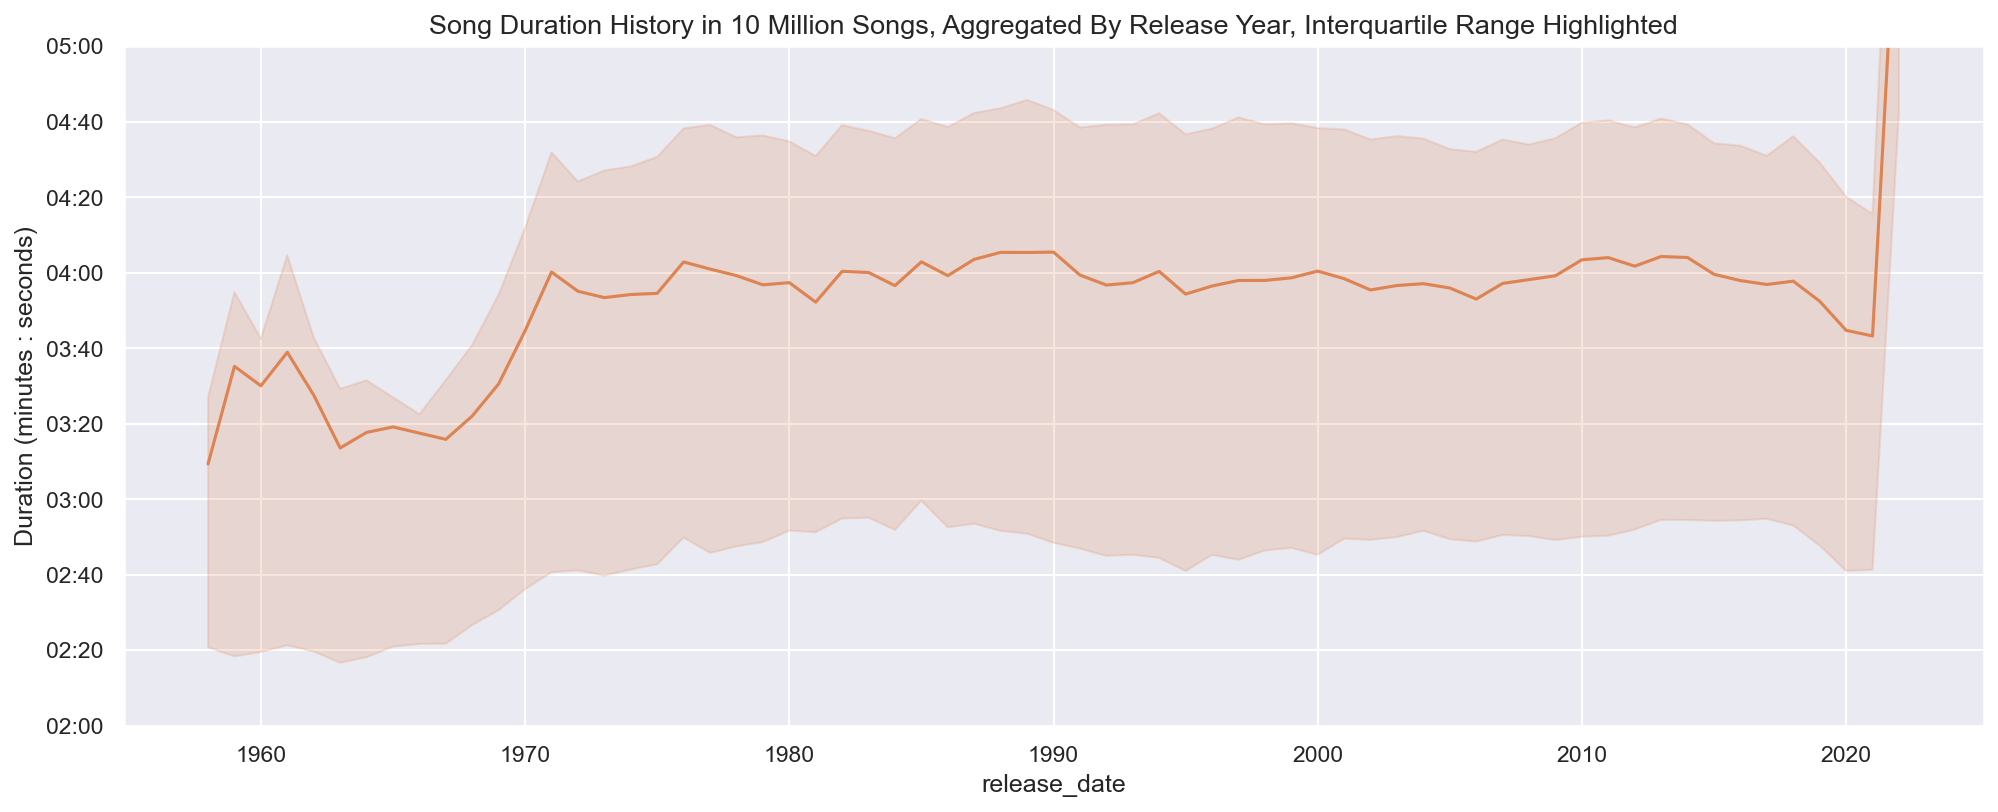 Song Duration History in 10 Million Songs, Aggregated By Release Year, Interquartile Range Highlighted
05:00
04:40
04:20
04:00
03:40
03:20
03:00
02:40
02:20
02:00
Duration (minutes : seconds)
1960 1970 1980 1990 2000 2010 2020
release_date